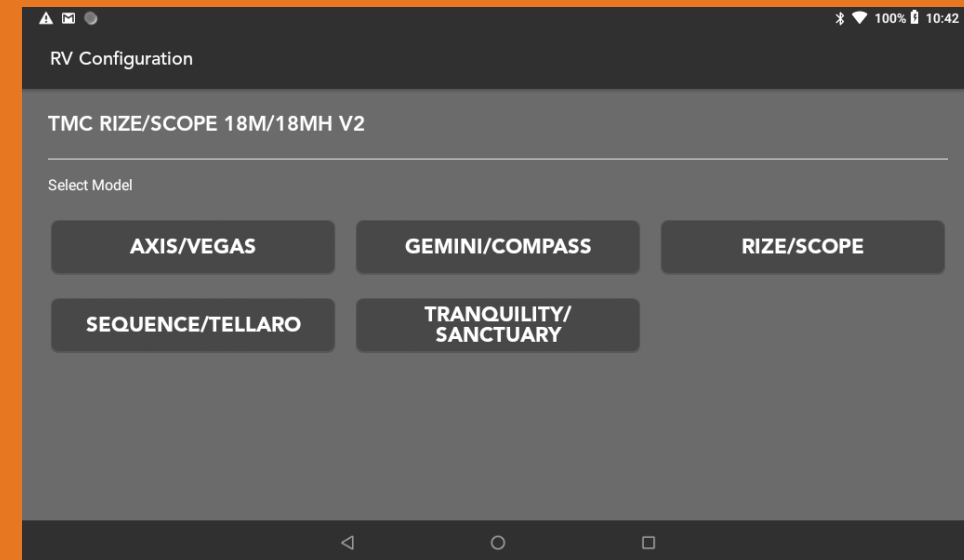 100% 10:42
RV Configuration
TMC RIZE/SCOPE 18M/18MH V2
Select Model
AXIS/VEGAS
GEMINI/COMPASS
RIZE/SCOPE
SEQUENCE/TELLARO
TRANQUILITY/
SANCTUARY